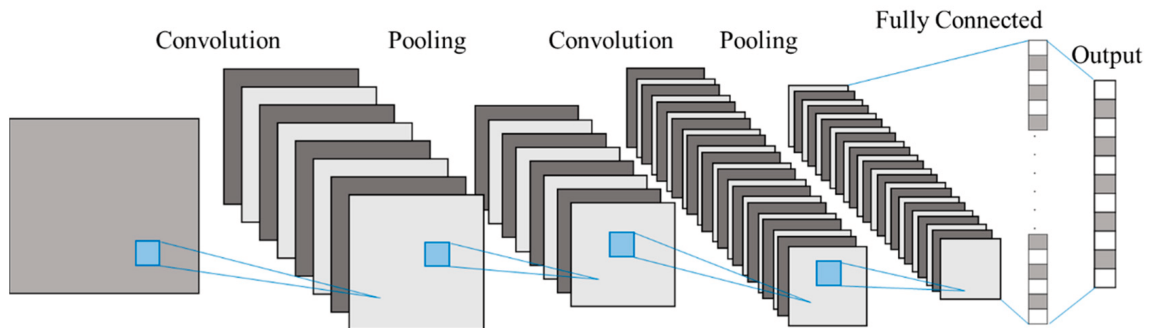 Convolution
Pooling
Convolution
Pooling
Fully Connected
Output